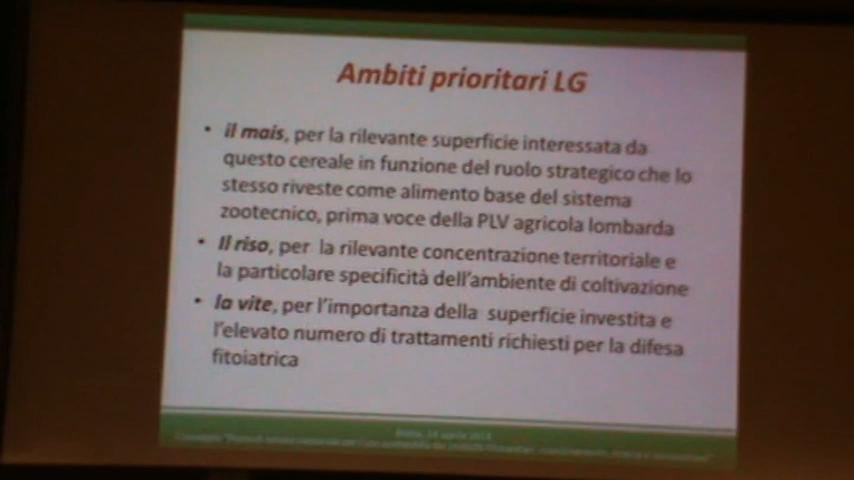 Ambiti prioritari LG
• il mais, per la rilevante superficie interessata da
questo cereale in funzione del ruolo strategico che lo
stesso riveste come alimento base del sistema
zootecnico, prima voce della PLV agricola lombarda
• Il riso, per la rilevante concentrazione territoriale e
la particolare specificità dell'ambiente di coltivazione
• la vite, per l'importanza della superficie investita e
l'elevato numero di trattamenti richiesti per la difesa
fitoiatrica